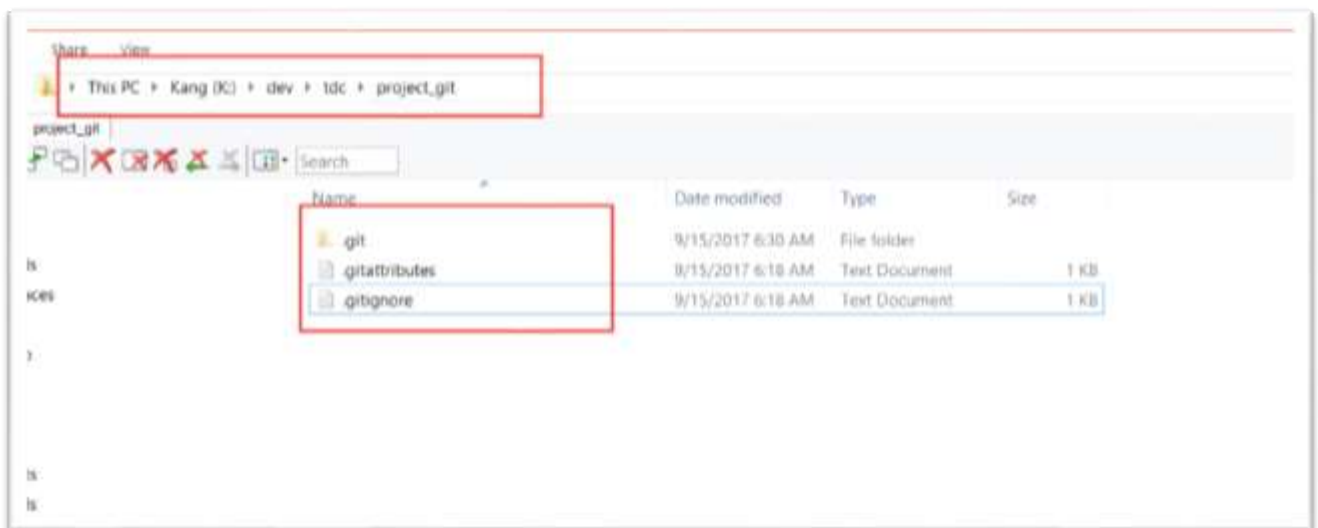 Share View
This PC Kang (K:) dev tdc project_git
project_git
Search
Name Date modified Type Size
.git 9/15/2017 6:30 AM File folder
.gitattributes 9/15/2017 6:18 AM Text Document 1 KB
.gitignore 9/15/2017 6:18 AM Text Document 1 KB
ls
ls